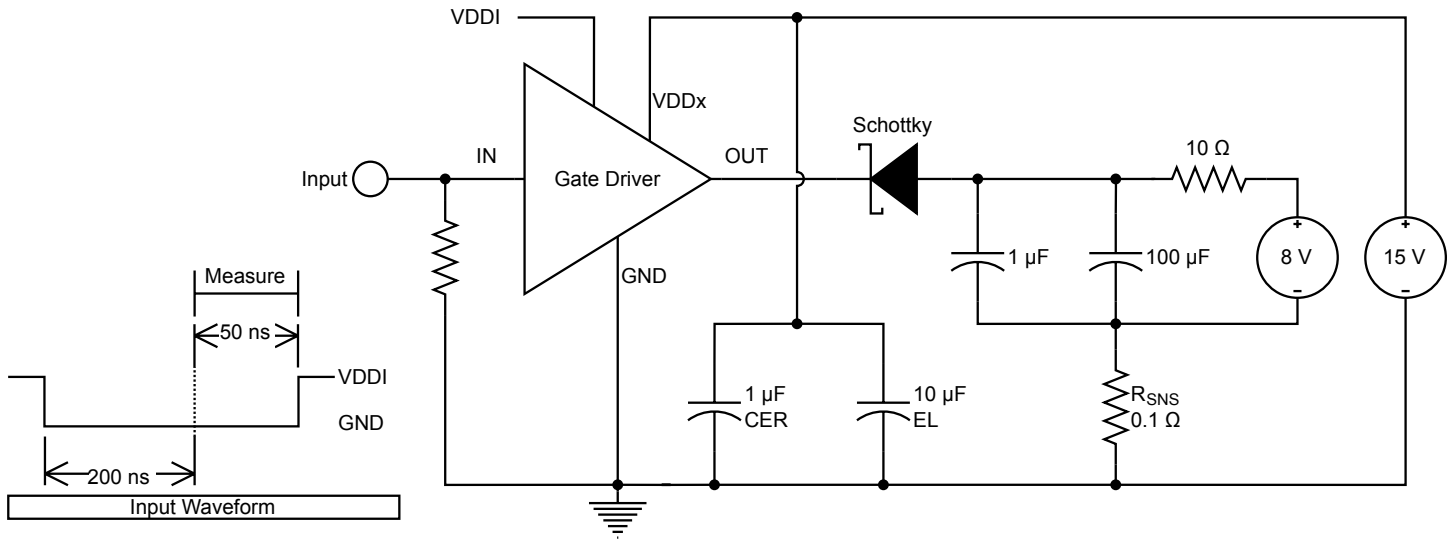 VDDI
VDDx
Schottky
10 Ω
Input
IN
Gate Driver
OUT
+
+
1 µF
100 µF
8 V
15 V
GND
-
-
Measure
50 ns
VDDI
1 µF
CER
10 µF
EL
RSNS
0.1 Ω
GND
200 ns
Input Waveform